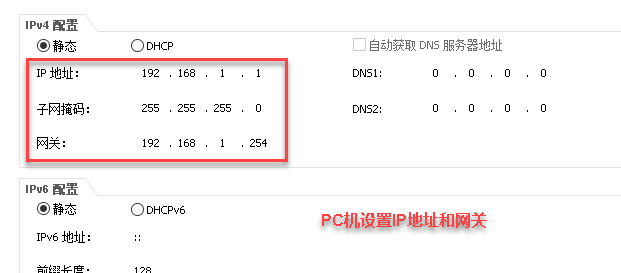 IPv4 配置
静态 DHCP 自动获取 DNS 服务器地址
IP 地址: 192 . 168 . 1 . 1 DNS1: 0 . 0 . 0 . 0
子网掩码: 255 . 255 . 255 . 0 DNS2: 0 . 0 . 0 . 0
网关: 192 . 168 . 1 . 254
IPv6 配置
静态 DHCPv6
PC机设置IP地址和网关
IPv6 地址: ::
前缀长度: 128